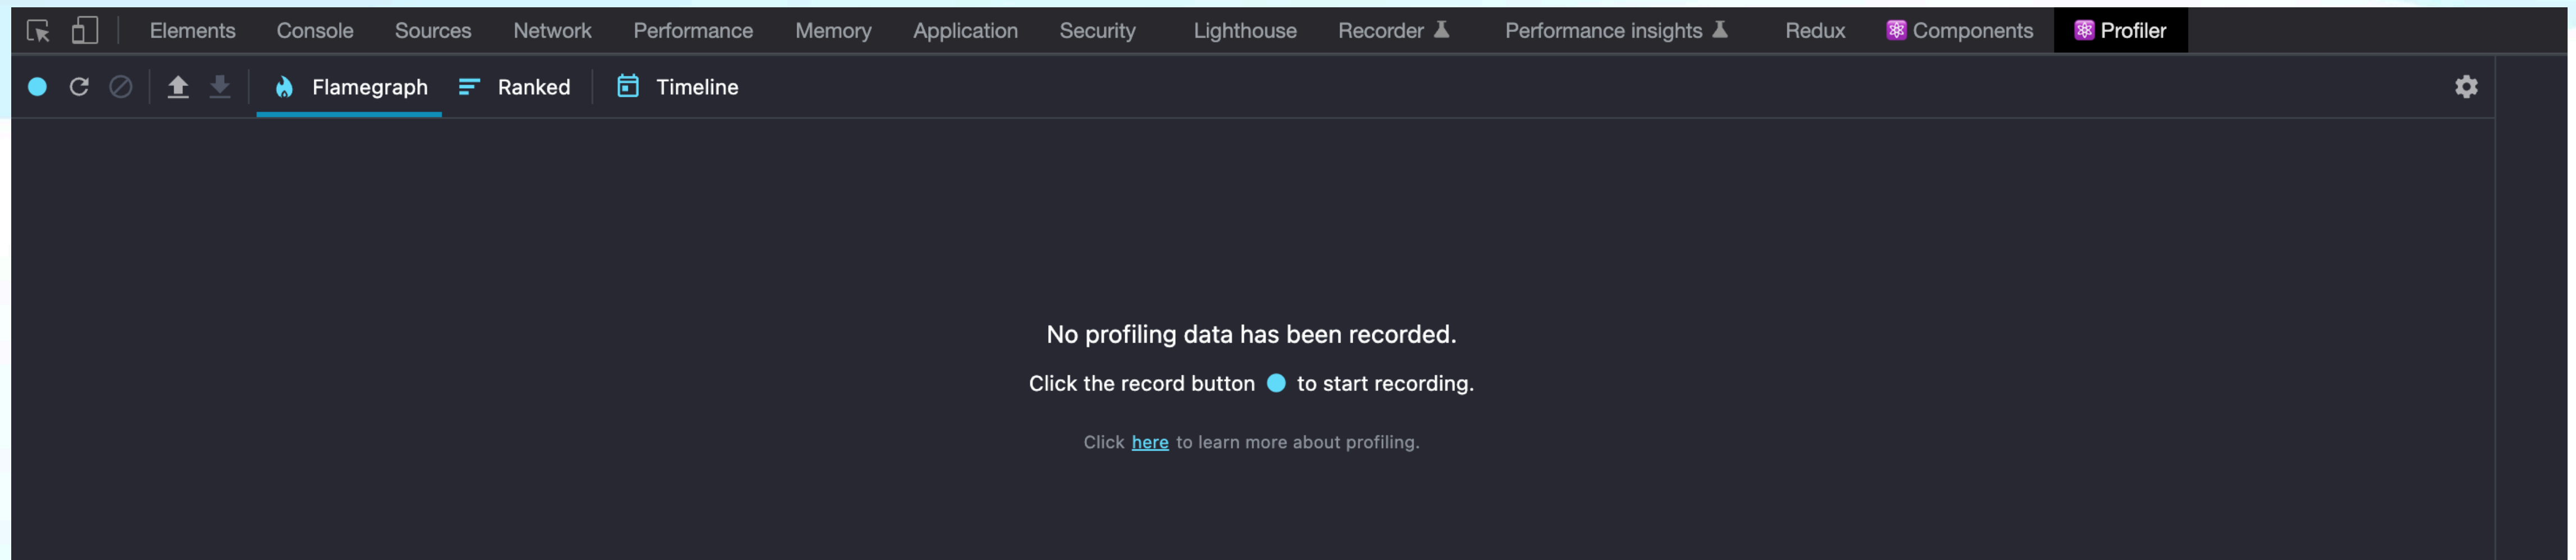 Elements Console Sources Network Performance Memory Application Security Lighthouse Recorder Performance insights Redux Components Profiler
Flamegraph Ranked Timeline
No profiling data has been recorded.
Click the record button to start recording.
Click here to learn more about profiling.